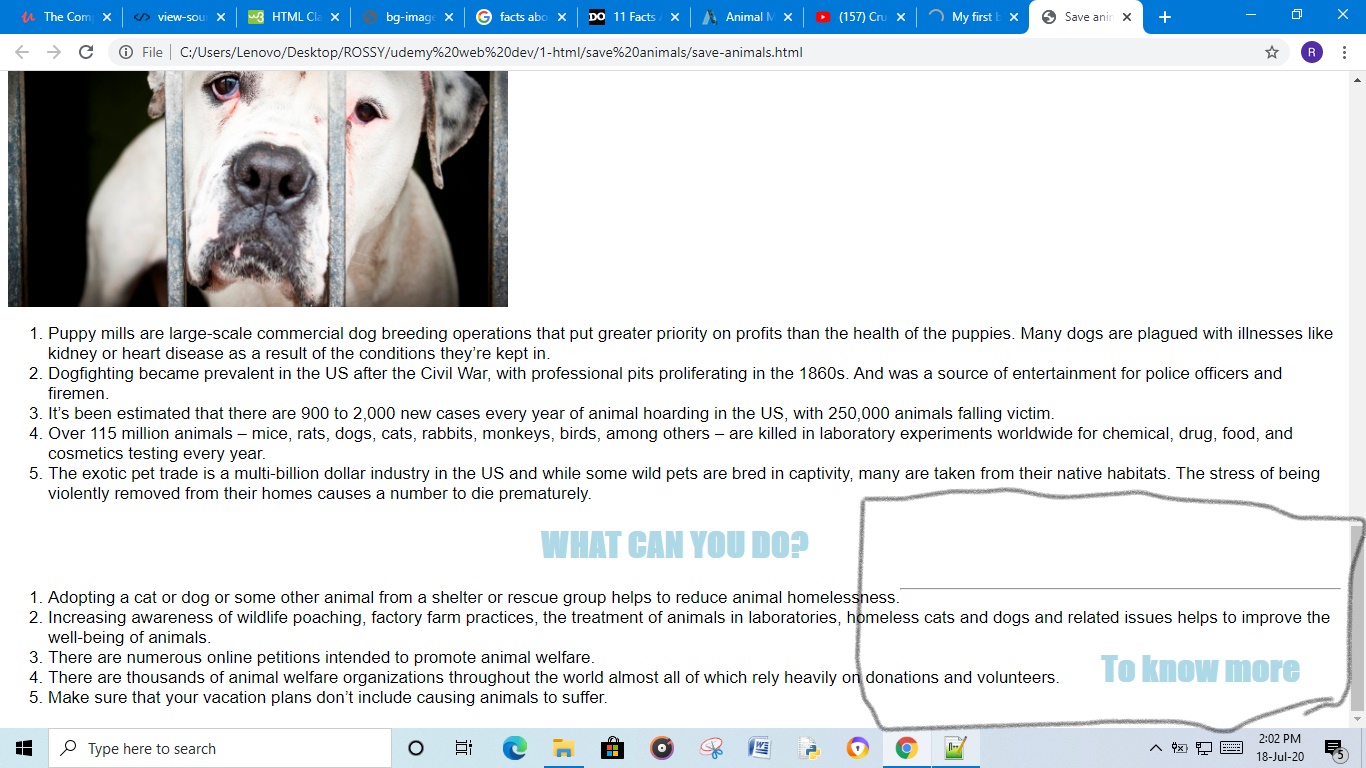 The Com
view-sou
HTML Cla
bg-image
facts abo
DO
11 Facts A
Animal M
(157) Cru
My first
Save anim
File
C:/Users/Lenovo/Desktop/ROSSY/udemy%20web%20dev/1-html/save%20animals/save-animals.html
R
1. Puppy mills are large-scale commercial dog breeding operations that put greater priority on profits than the health of the puppies. Many dogs are plagued with illnesses like
kidney or heart disease as a result of the conditions they’re kept in.
2. Dogfighting became prevalent in the US after the Civil War, with professional pits proliferating in the 1860s. And was a source of entertainment for police officers and
firemen.
3. It’s been estimated that there are 900 to 2,000 new cases every year of animal hoarding in the US, with 250,000 animals falling victim.
4. Over 115 million animals – mice, rats, dogs, cats, rabbits, monkeys, birds, among others – are killed in laboratory experiments worldwide for chemical, drug, food, and
cosmetics testing every year.
5. The exotic pet trade is a multi-billion dollar industry in the US and while some wild pets are bred in captivity, many are taken from their native habitats. The stress of being
violently removed from their homes causes a number to die prematurely.
WHAT CAN YOU DO?
1. Adopting a cat or dog or some other animal from a shelter or rescue group helps to reduce animal homelessness.
2. Increasing awareness of wildlife poaching, factory farm practices, the treatment of animals in laboratories, homeless cats and dogs and related issues helps to improve the
well-being of animals.
3. There are numerous online petitions intended to promote animal welfare.
4. There are thousands of animal welfare organizations throughout the world almost all of which rely heavily on donations and volunteers.
5. Make sure that your vacation plans don’t include causing animals to suffer.
To know more
Type here to search
2:02 PM
18-Jul-20
5